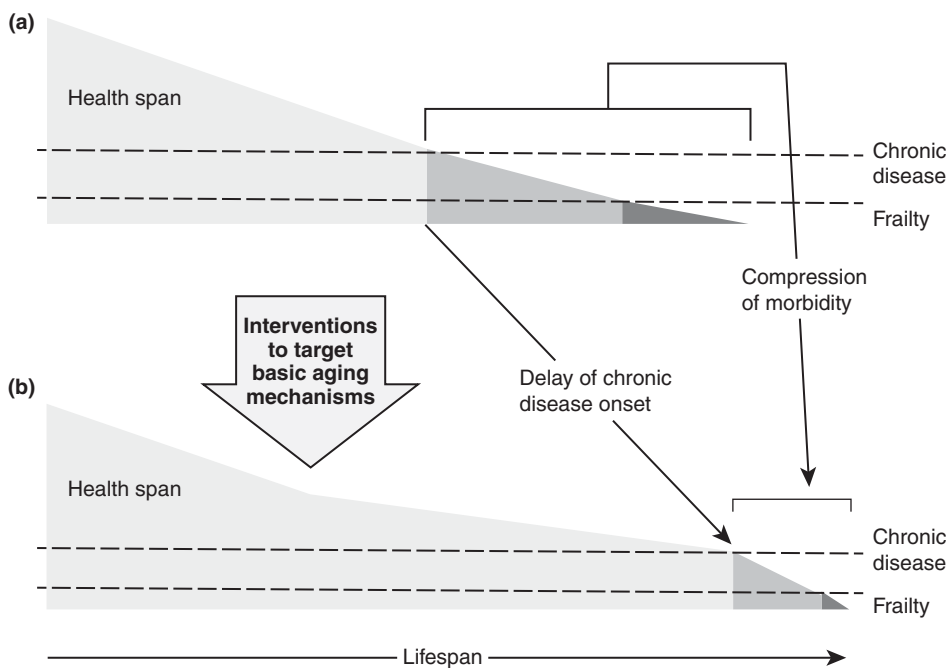 (a)
Health span
Chronic
disease
Frailty
Compression
of morbidity
Interventions
to target
basic aging
mechanisms
Delay of chronic
disease onset
(b)
Health span
Chronic
disease
Frailty
Lifespan